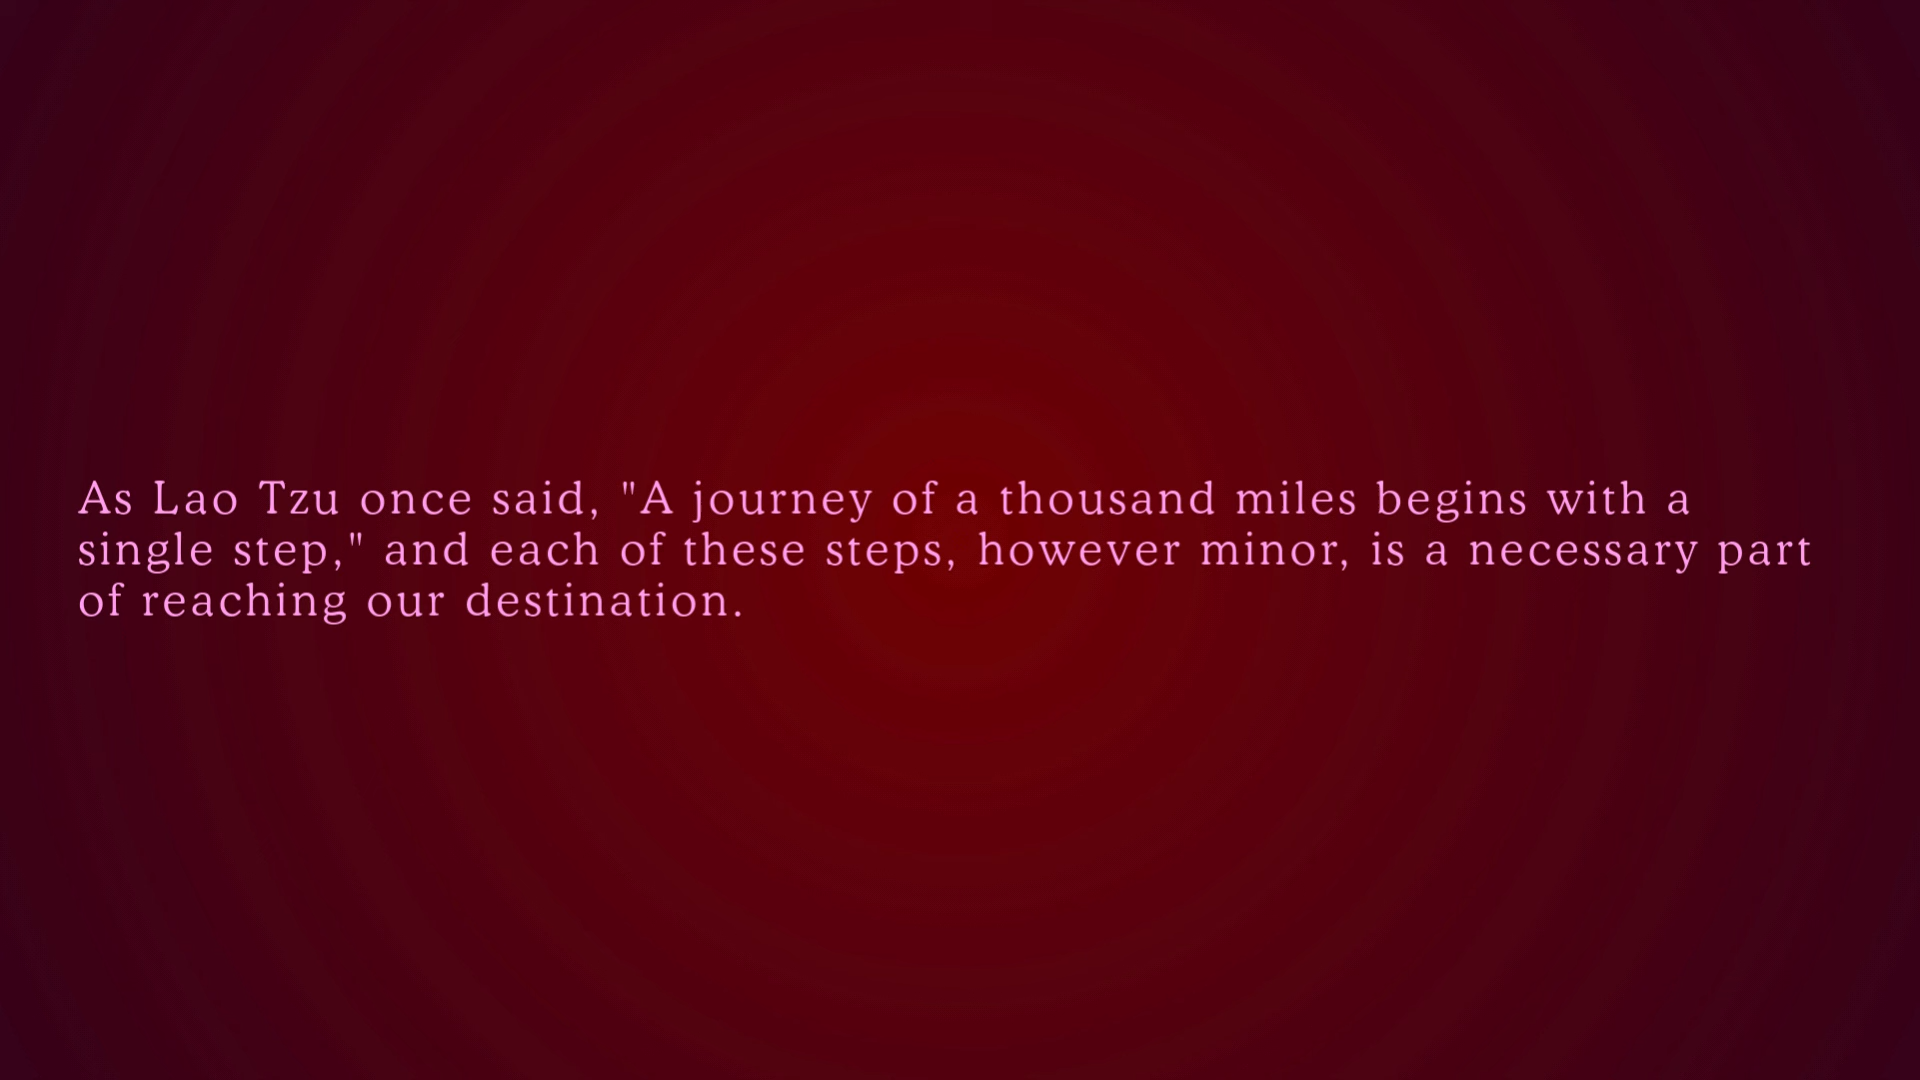 As Lao Tzu once said, "A journey of a thousand miles begins with a
single step," and each of these steps, however minor, is a necessary part
of reaching our destination.